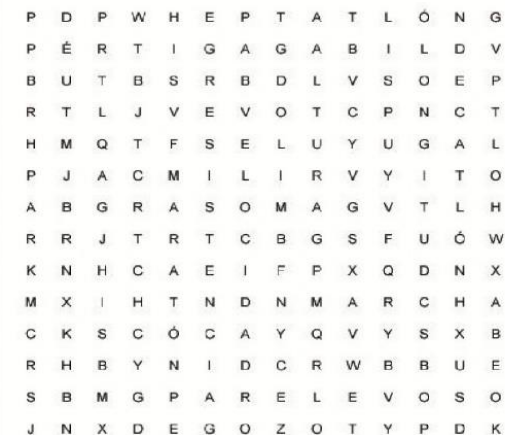 P D P W H E P T A T L Ó N G
P É R T I G A G A B I L D V
B U T B S R B D L V S O E P
R T L J V E V O T C P N C T
H M Q T F S E L U Y U G A L
P J A C M I L I R V Y I T O
A B G R A S O M A G V T L H
R R J T R T C B G S F U Ó W
K N H C A E I F P X Q D N X
M X I H T N D N M A R C H A
C K S C Ó C A Y Q V Y S X B
R H B Y N I D C R W B B U E
S B M G P A R E L E V O S O
J N X D E G O Z O T Y P D K